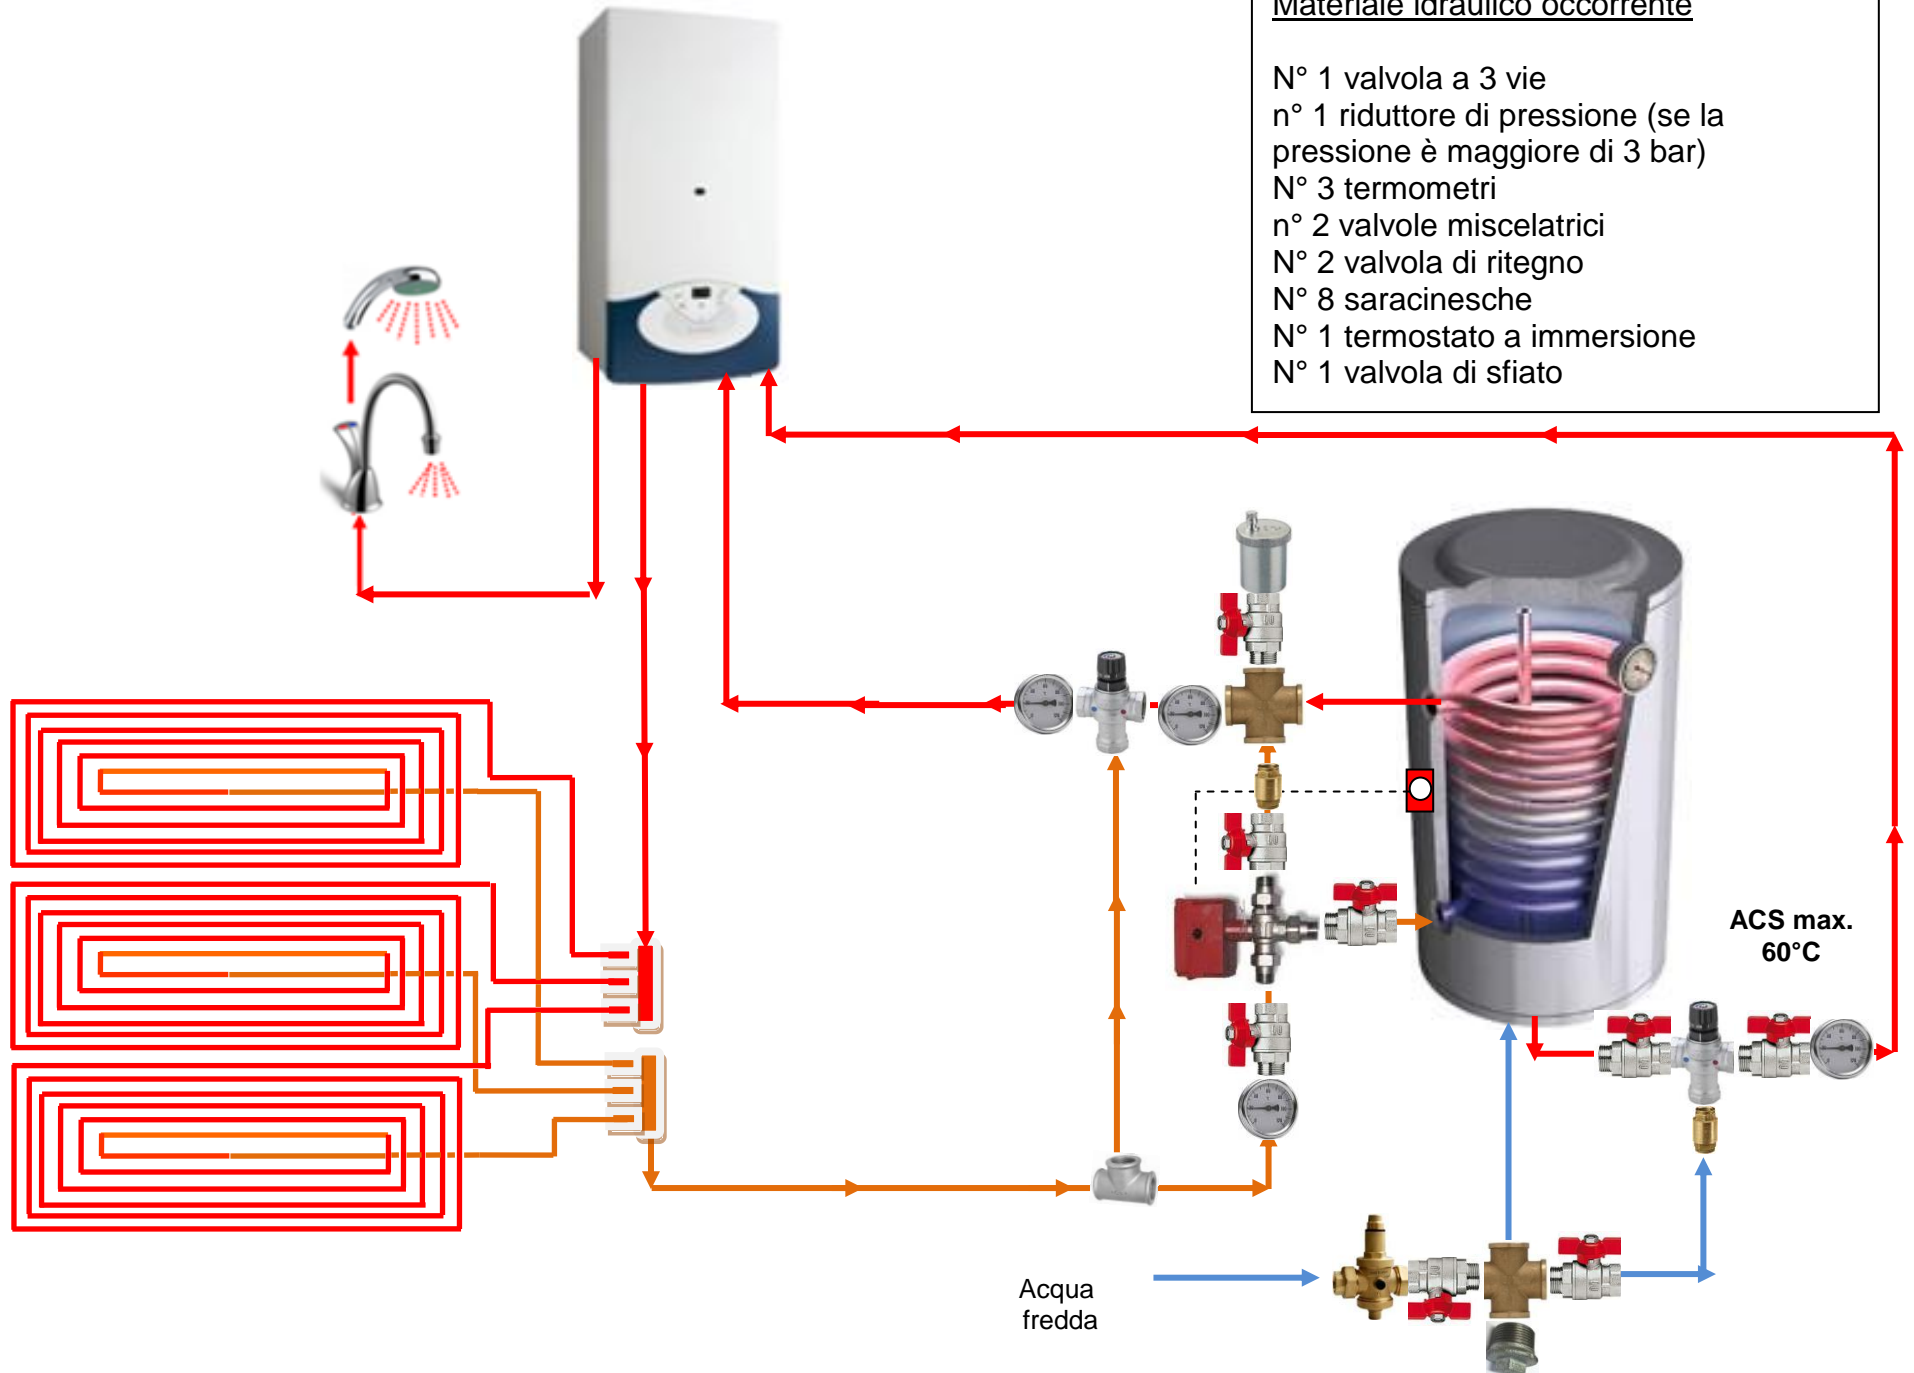 Materiale idraulico occorrente
N° 1 valvola a 3 vie
n° 1 riduttore di pressione (se la
pressione è maggiore di 3 bar)
N° 3 termometri
n° 2 valvole miscelatrici
N° 2 valvola di ritegno
N° 8 saracinesche
N° 1 termostato a immersione
N° 1 valvola di sfiato
ACS max.
60°C
Acqua
fredda